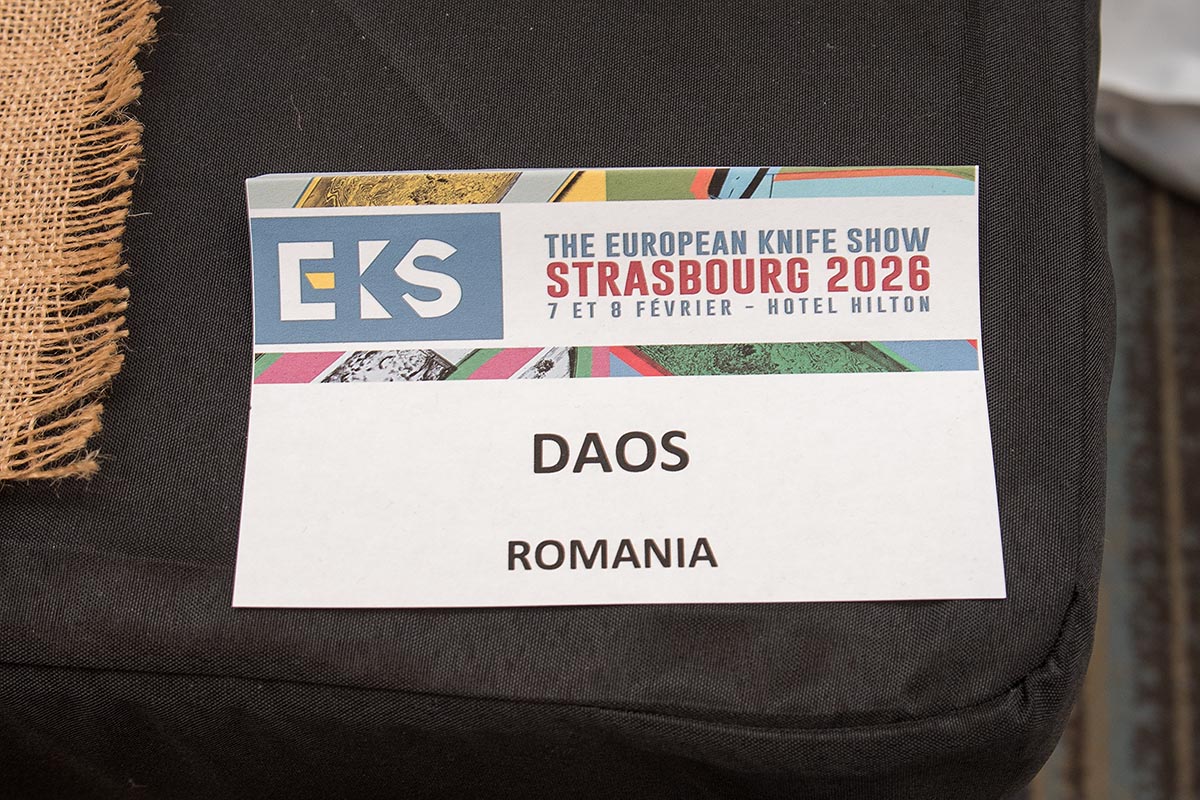 EKS
THE EUROPEAN KNIFE SHOW
STRASBOURG 2026
7 ET 8 FÉVRIER - HOTEL HILTON
DAOS
ROMANIA